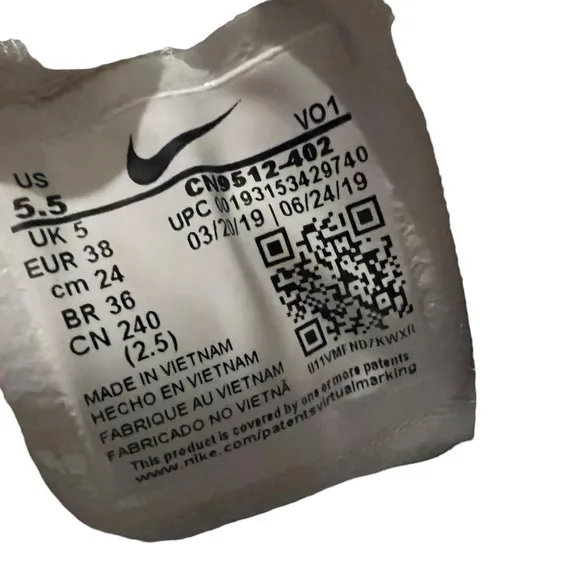 VO1
US
5.5
CN9512-402
UPC 00193153429740
03/20/19 | 06/24/19
UK 5
EUR 38
cm 24
BR 36
CN 240
(2.5)
MADE IN VIETNAM
HECHO EN VIETNAM
FABRIQUE AU VIETNAM
FABRICADO NO VIETNÃ
This product is covered by one or more patents
www.nike.com/patentsvirtualmarking